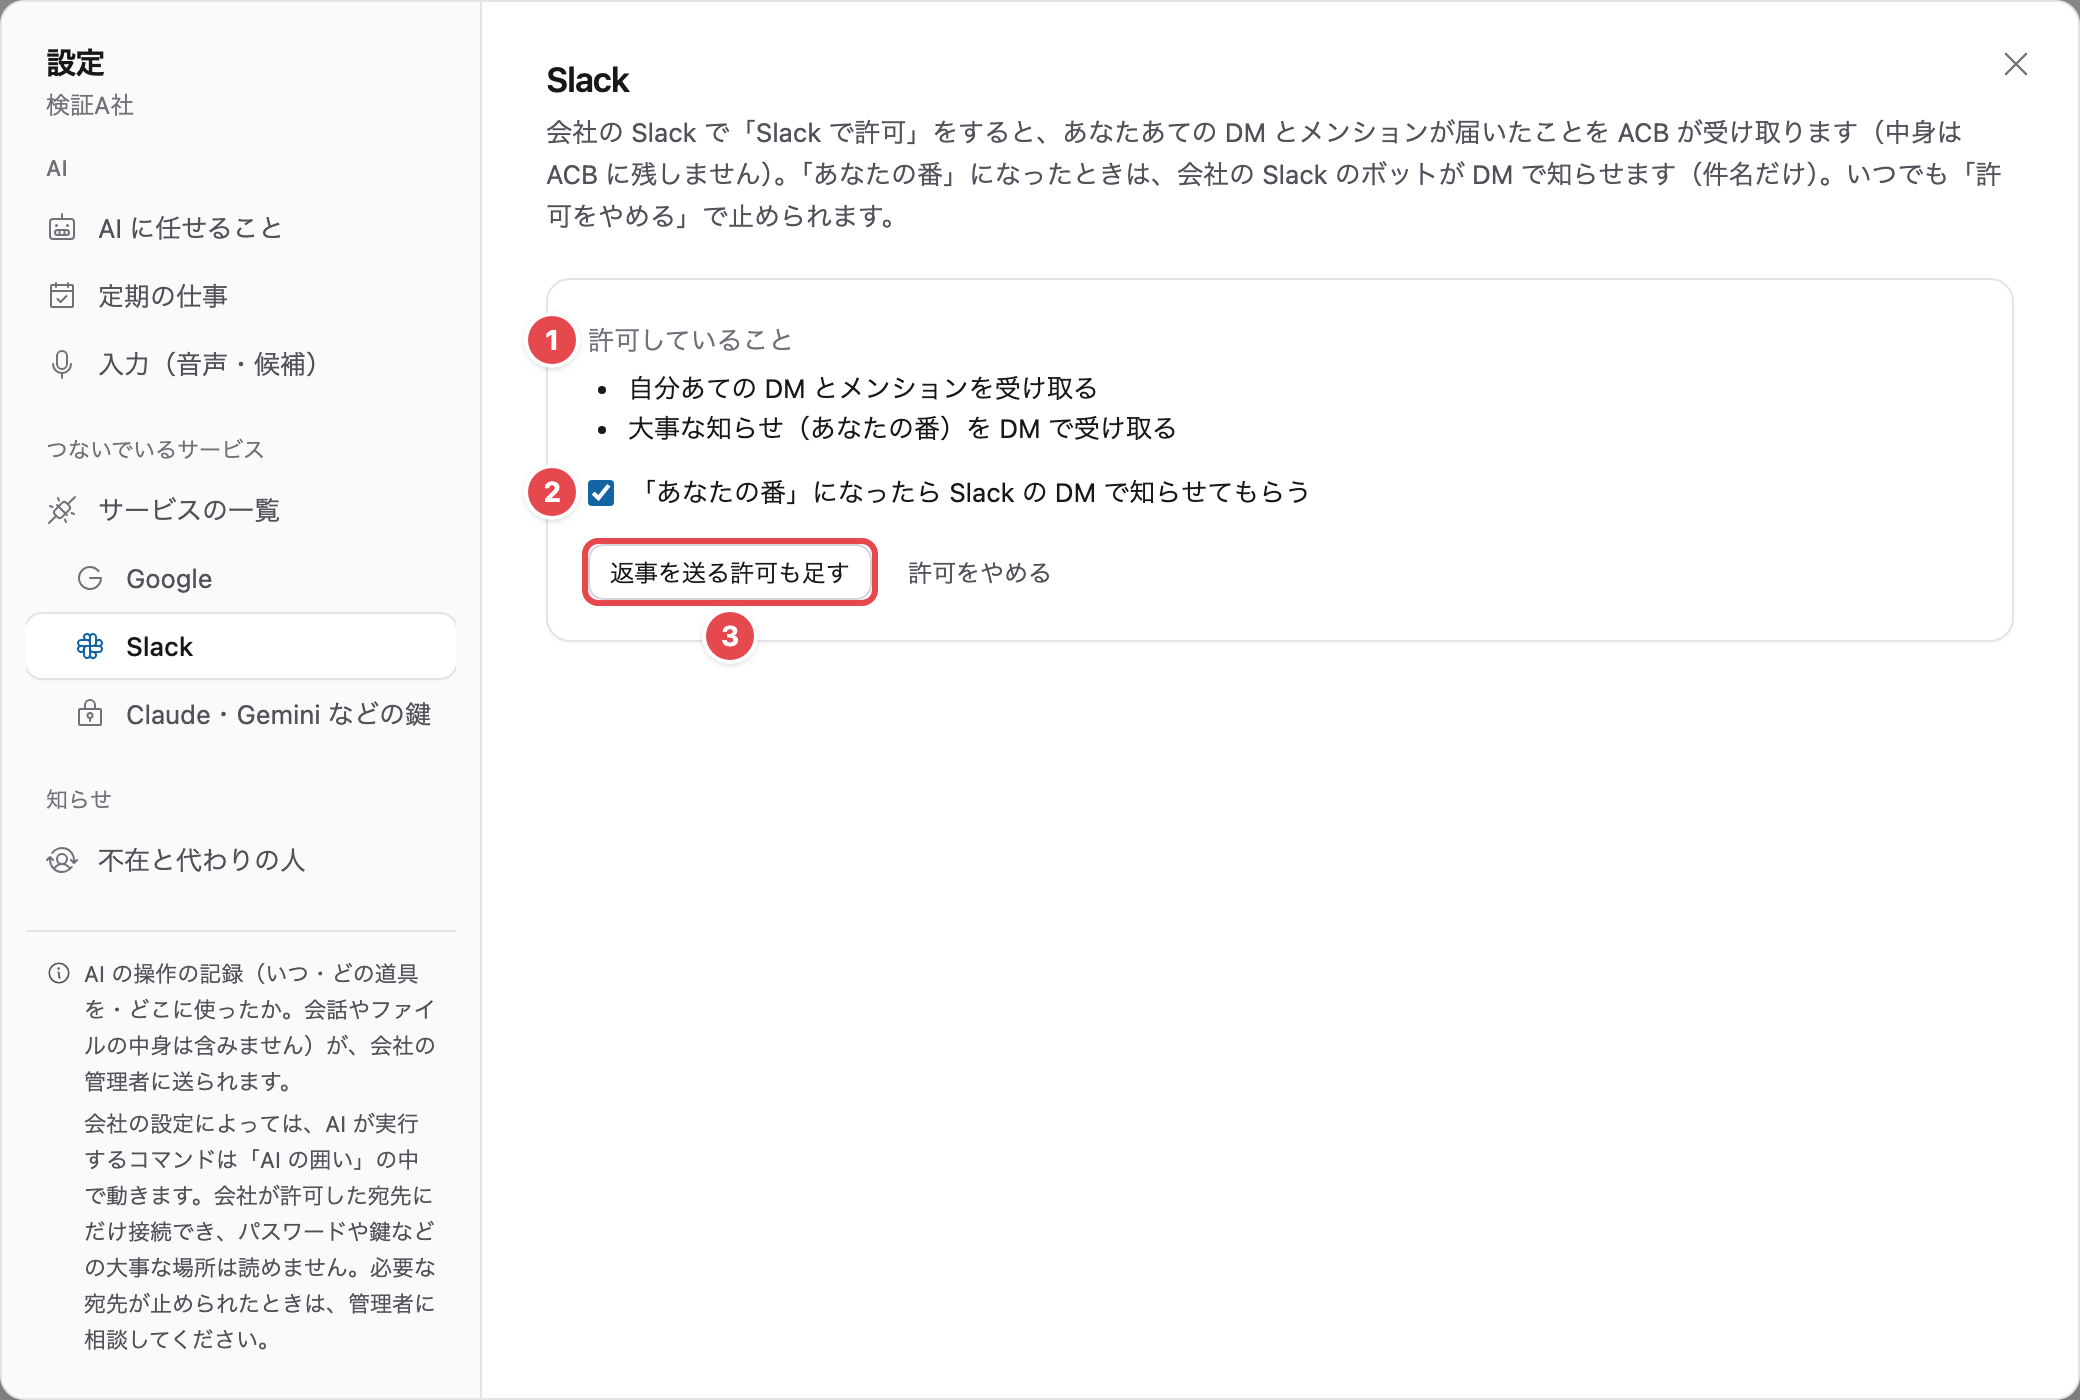 設定
検証A社
AI
AI に任せること
定期の仕事
入力（音声・候補）
つないでいるサービス
サービスの一覧
Google
Slack
Claude・Gemini などの鍵
知らせ
不在と代わりの人
AI の操作の記録（いつ・どの道具
を・どこに使ったか。会話やファイ
ルの中身は含みません）が、会社の
管理者に送られます。
会社の設定によっては、AI が実行
するコマンドは「AI の囲い」の中
で動きます。会社が許可した宛先に
だけ接続でき、パスワードや鍵など
の大事な場所は読めません。必要な
宛先が止められたときは、管理者に
相談してください。
Slack
会社の Slack で「Slack で許可」をすると、あなたあての DM とメンションが届いたことを ACB が受け取ります（中身は
ACB に残しません）。「あなたの番」になったときは、会社の Slack のボットが DM で知らせます（件名だけ）。いつでも「許
可をやめる」で止められます。
1 許可していること
• 自分あての DM とメンションを受け取る
• 大事な知らせ（あなたの番）を DM で受け取る
2 「あなたの番」になったら Slack の DM で知らせてもらう
返事を送る許可も足す 許可をやめる
3